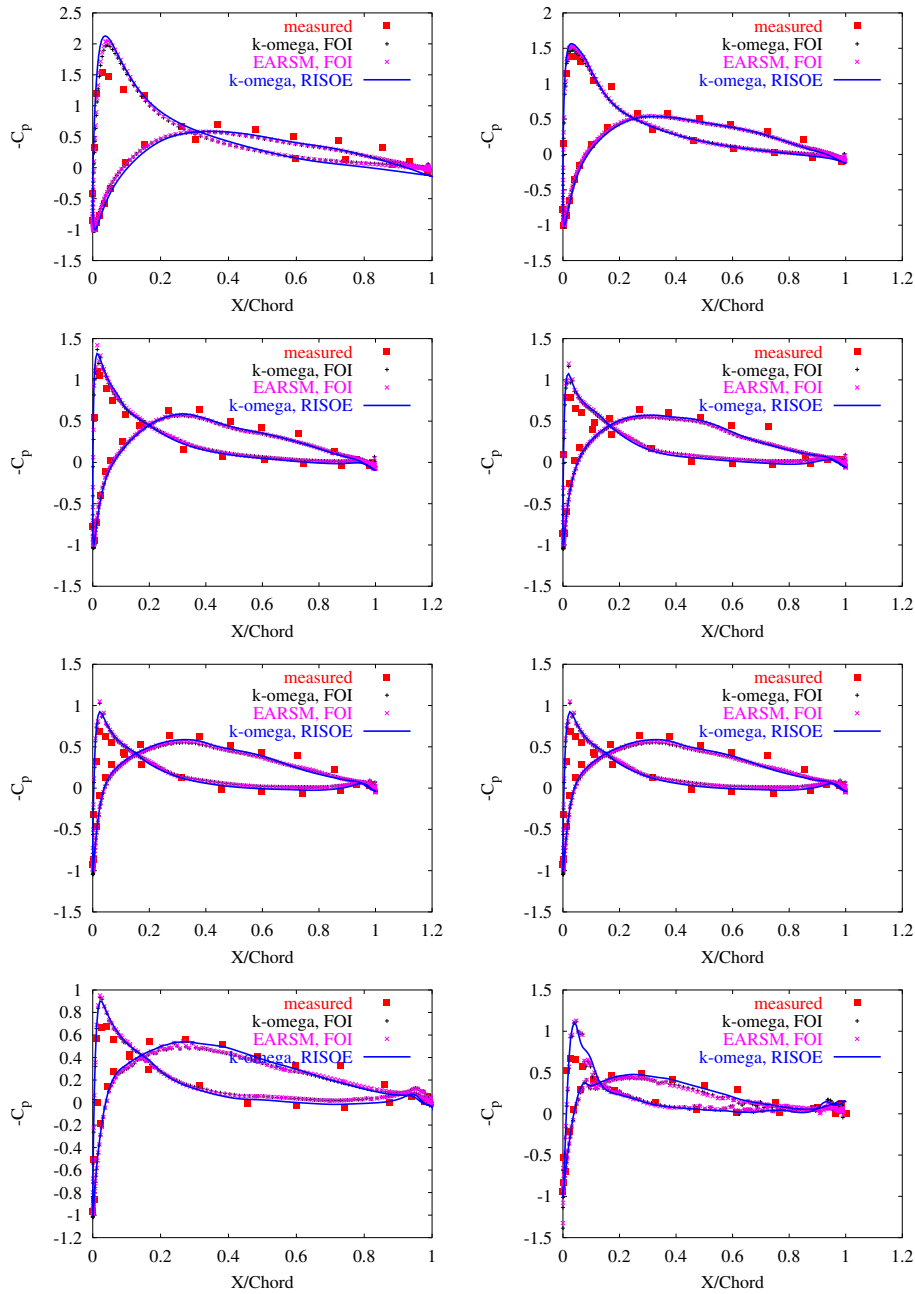 2.5
2
1.5
1
0.5
0
-0.5
-1
-1.5
-Cp
0 0.2 0.4 0.6 0.8 1
X/Chord
measured
k-omega, FOI
EARSM, FOI
k-omega, RISOE
2
1.5
1
0.5
0
-0.5
-1
-1.5
-Cp
0 0.2 0.4 0.6 0.8 1 1.2
X/Chord
measured
k-omega, FOI
EARSM, FOI
k-omega, RISOE
1.5
1
0.5
0
-0.5
-1
-1.5
-Cp
0 0.2 0.4 0.6 0.8 1 1.2
X/Chord
measured
k-omega, FOI
EARSM, FOI
k-omega, RISOE
1.5
1
0.5
0
-0.5
-1
-1.5
-Cp
0 0.2 0.4 0.6 0.8 1 1.2
X/Chord
measured
k-omega, FOI
EARSM, FOI
k-omega, RISOE
1.5
1
0.5
0
-0.5
-1
-1.5
-Cp
0 0.2 0.4 0.6 0.8 1 1.2
X/Chord
measured
k-omega, FOI
EARSM, FOI
k-omega, RISOE
1.5
1
0.5
0
-0.5
-1
-1.5
-Cp
0 0.2 0.4 0.6 0.8 1 1.2
X/Chord
measured
k-omega, FOI
EARSM, FOI
k-omega, RISOE
1
0.8
0.6
0.4
0.2
0
-0.2
-0.4
-0.6
-0.8
-1
-1.2
-Cp
0 0.2 0.4 0.6 0.8 1
X/Chord
measured
k-omega, FOI
EARSM, FOI
k-omega, RISOE
1.5
1
0.5
0
-0.5
-1
-1.5
-Cp
0 0.2 0.4 0.6 0.8 1 1.2
X/Chord
measured
k-omega, FOI
EARSM, FOI
k-omega, RISOE